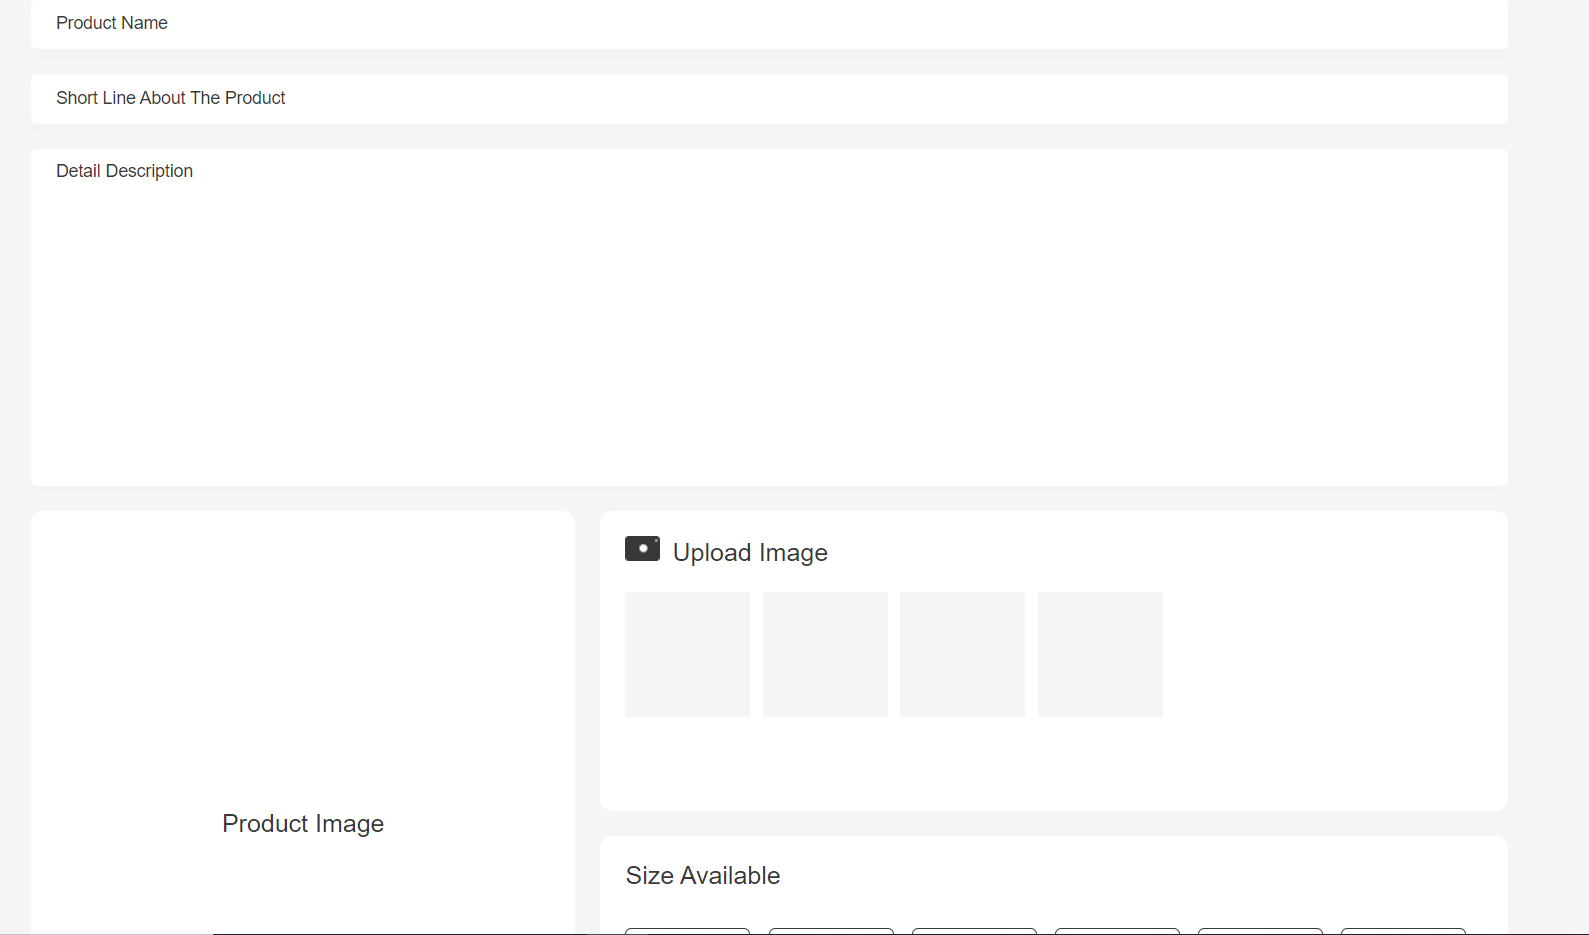 Product Name
Short Line About The Product
Detail Description
Upload Image
Product Image
Size Available